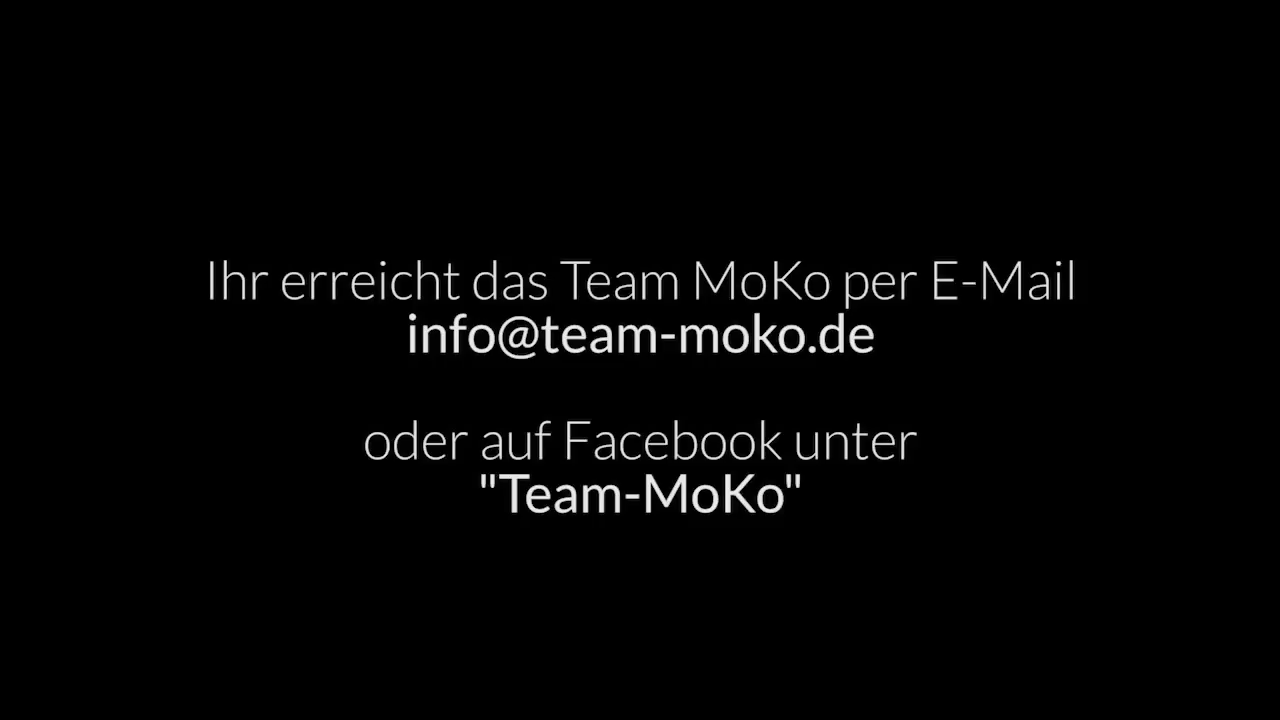 Ihr erreicht das Team MoKo per E-Mail
info@team-moko.de
oder auf Facebook unter
"Team-MoKo"